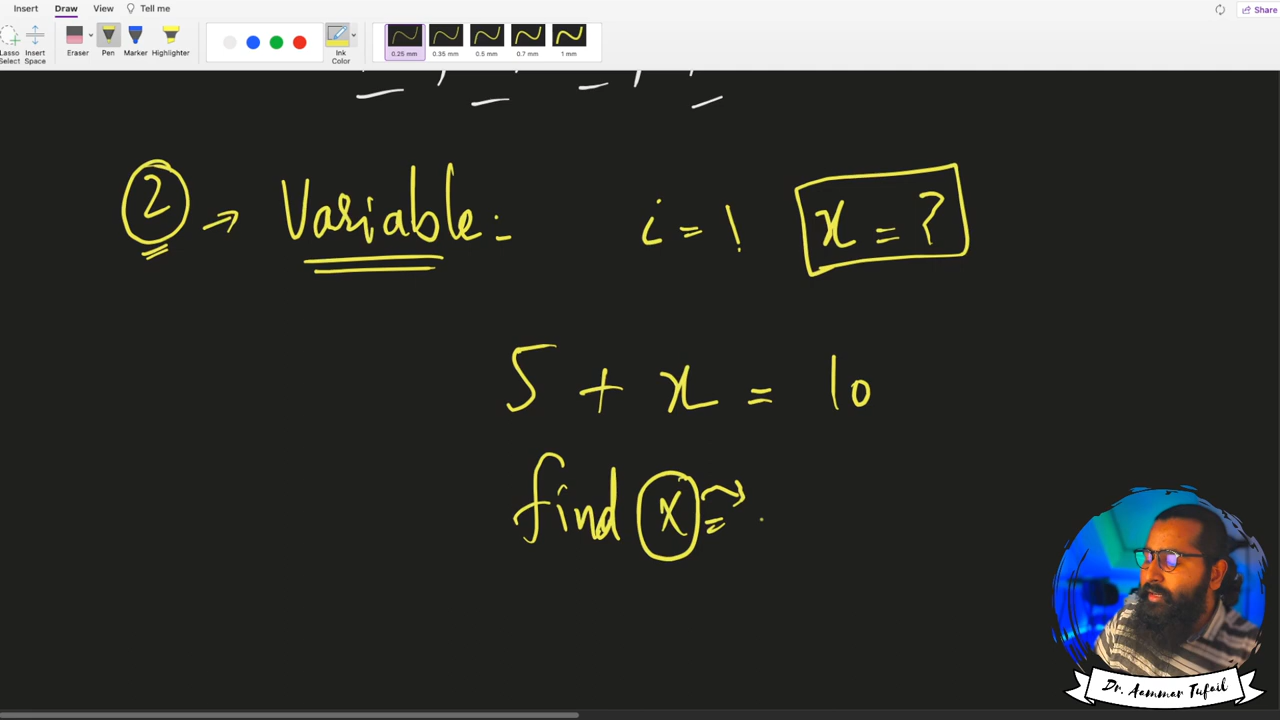 Insert Draw View Tell me Share
Lasso Select Insert Space Eraser Pen Marker Highlighter Ink Color 0.25 mm 0.35 mm 0.5 mm 0.7 mm 1 mm
2 → Variable:- i = 1 x = ?
5 + x = 10
find x =
Dr. Aammar Tufail